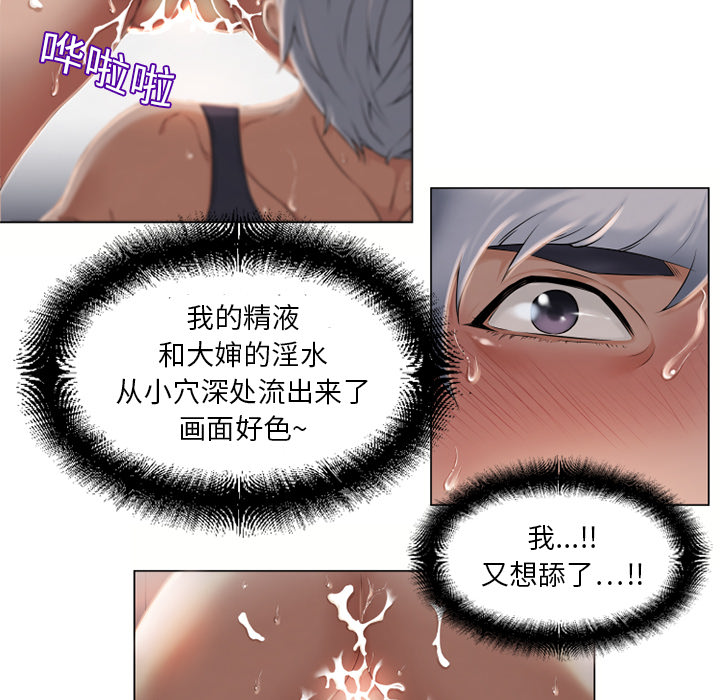 哗啦啦
我的精液
和大婶的淫水
从小穴深处流出来了
画面好色~
我...!!
又想舔了...!!